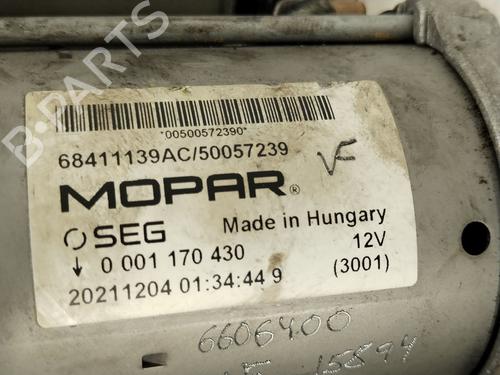 B-PARTS
*00500572390*
68411139AC/50057239
VF
MOPAR®
SEG Made in Hungary
↓ 0 001 170 430 12V
20211204 01:34:44 9 (3001)
6606400
15894